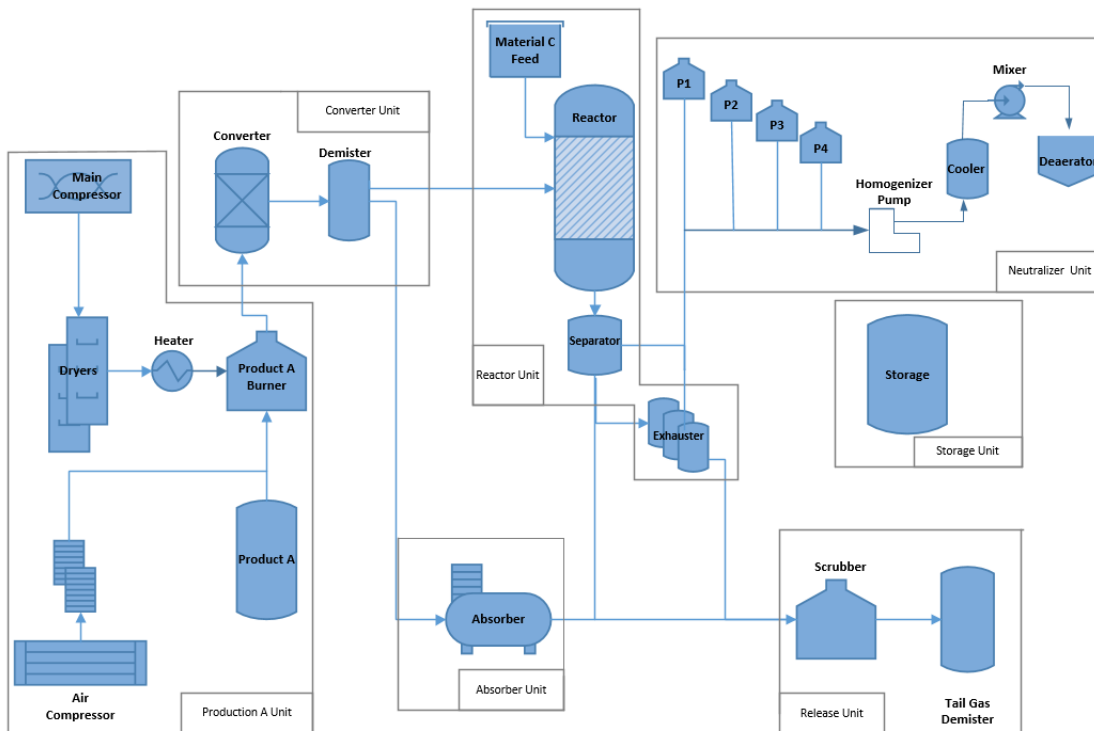 Material C
Feed
P1
Mixer
P2
Converter Unit
P3
Reactor
Converter
P4
Demister
Main
Compressor
Cooler
Deaerator
Homogenizer
Pump
Neutralizer Unit
Heater
Separator
Dryers
Product A
Burner
Reactor Unit
Storage
Exhauster
Storage Unit
Product A
Scrubber
Absorber
Air
Compressor
Production A Unit
Absorber Unit
Release Unit
Tail Gas
Demister